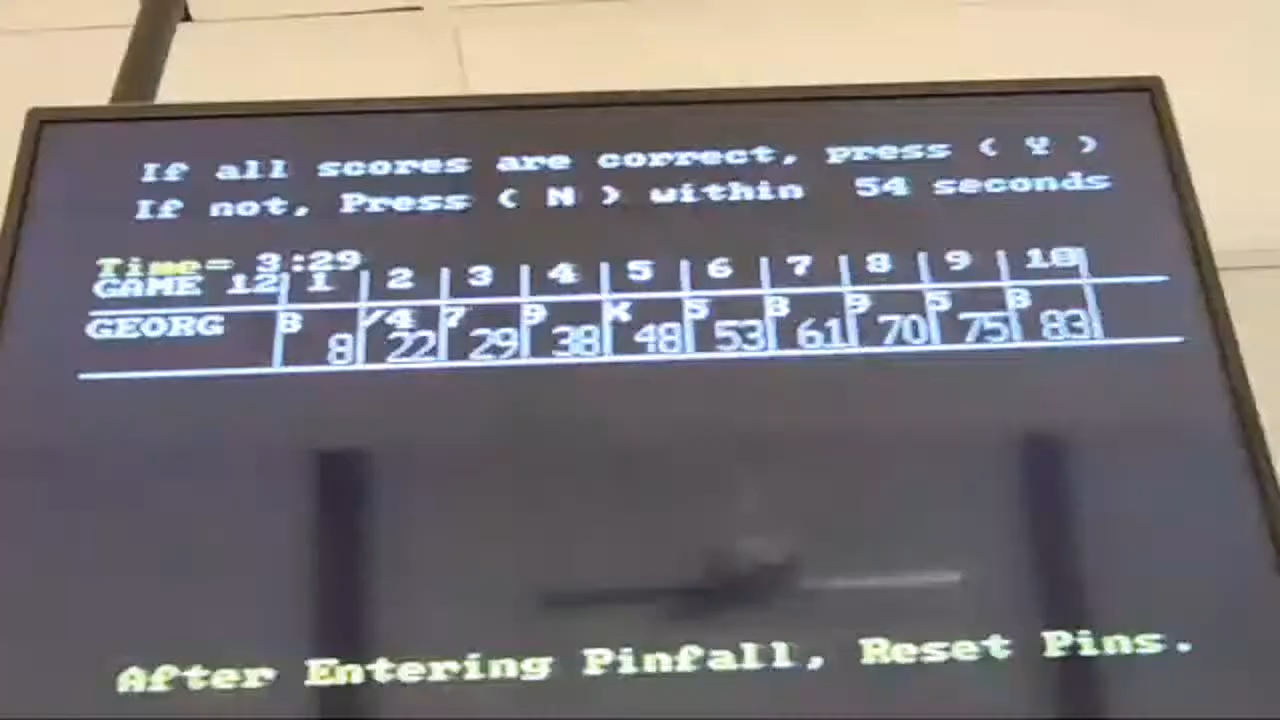 If all scores are correct, press ( Y )
If not, Press ( N ) within 54 seconds
Time= 3:29
GAME 12 1 2 3 4 5 6 7 8 9 10
GEORG 8 / 4 7 9 X 5 8 9 5 8
8 22 29 38 48 53 61 70 75 83
After Entering Pinfall, Reset Pins.